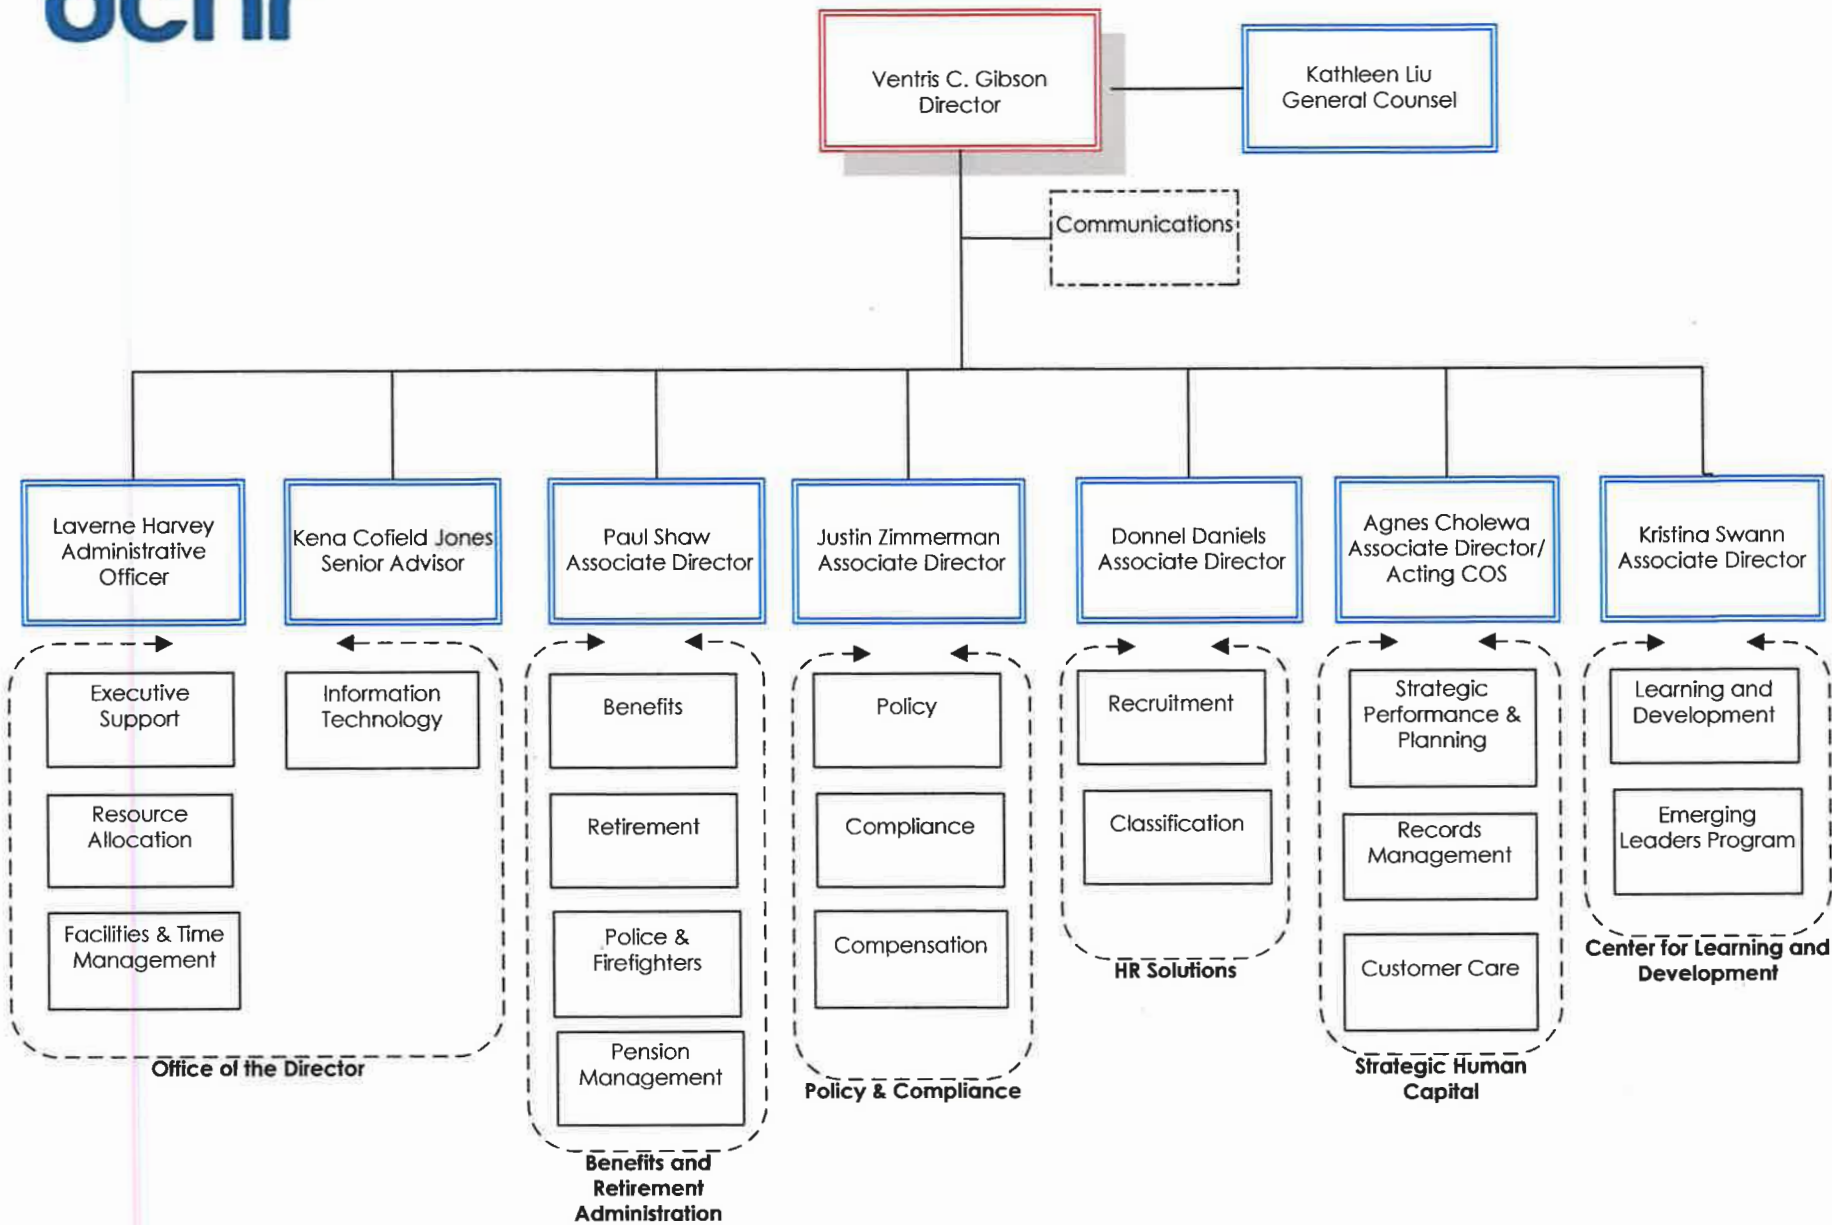 dchr
Ventris C. Gibson
Director
Kathleen Liu
General Counsel
Communications
Laverne Harvey
Administrative
Officer
Kena Cofield Jones
Senior Advisor
Paul Shaw
Associate Director
Justin Zimmerman
Associate Director
Donnel Daniels
Associate Director
Agnes Cholewa
Associate Director/
Acting COS
Kristina Swann
Associate Director
Executive
Support
Resource
Allocation
Facilities & Time
Management
Information
Technology
Office of the Director
Benefits
Retirement
Police &
Firefighters
Pension
Management
Benefits and
Retirement
Administration
Policy
Compliance
Compensation
Policy & Compliance
Recruitment
Classification
HR Solutions
Strategic
Performance &
Planning
Records
Management
Customer Care
Strategic Human
Capital
Learning and
Development
Emerging
Leaders Program
Center for Learning and
Development